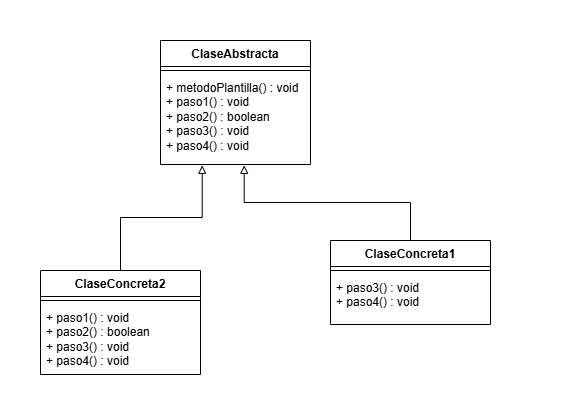 ClaseAbstracta
+ metodoPlantilla() : void
+ paso1() : void
+ paso2() : boolean
+ paso3() : void
+ paso4() : void
ClaseConcreta1
+ paso3() : void
+ paso4() : void
ClaseConcreta2
+ paso1() : void
+ paso2() : boolean
+ paso3() : void
+ paso4() : void